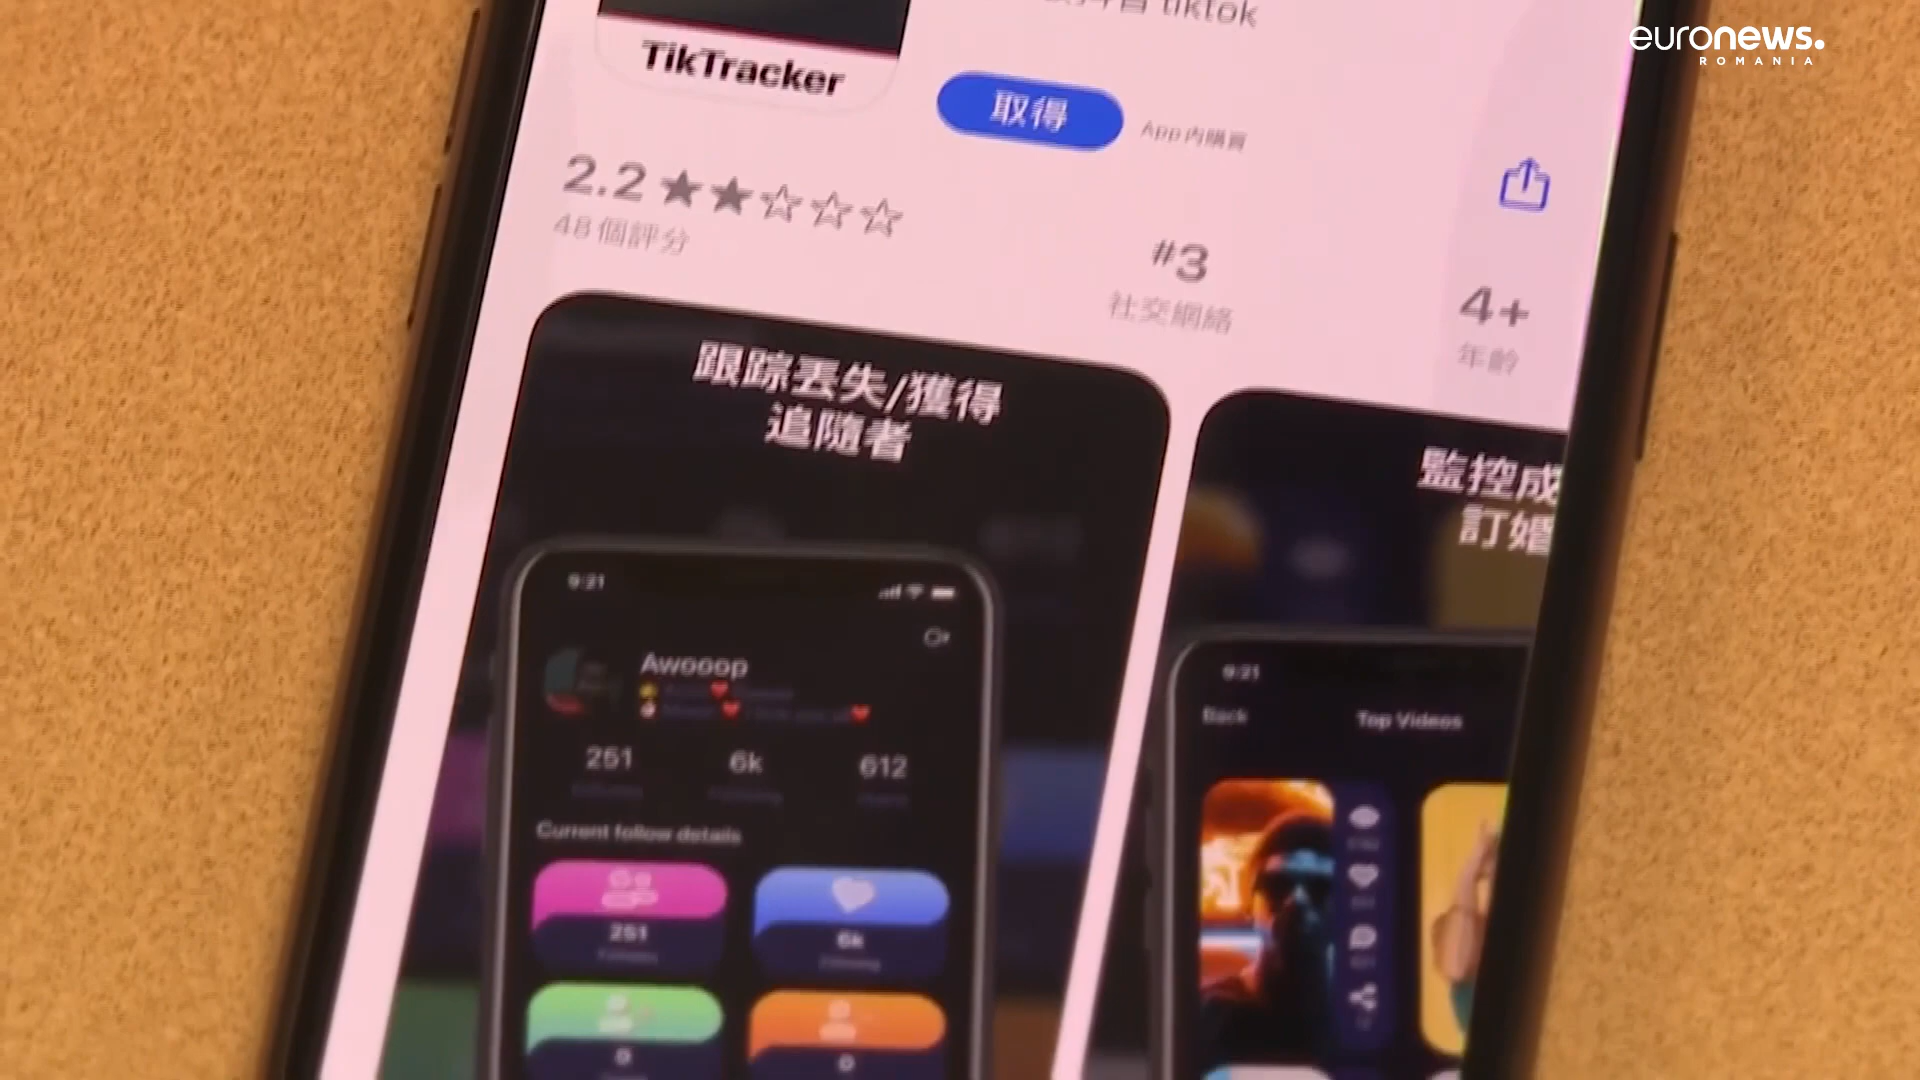 tiktok
euronews.
ROMANIA
TikTracker
取得
App內購買
2.2
48 個評分
#3
社交網絡
4+
年齡
跟踪丟失/獲得
追隨者
監控成
訂婚
9:21
Awooop
251
6k
612
Current follow details
251
6k
0
0
9:21
Back
Top Videos